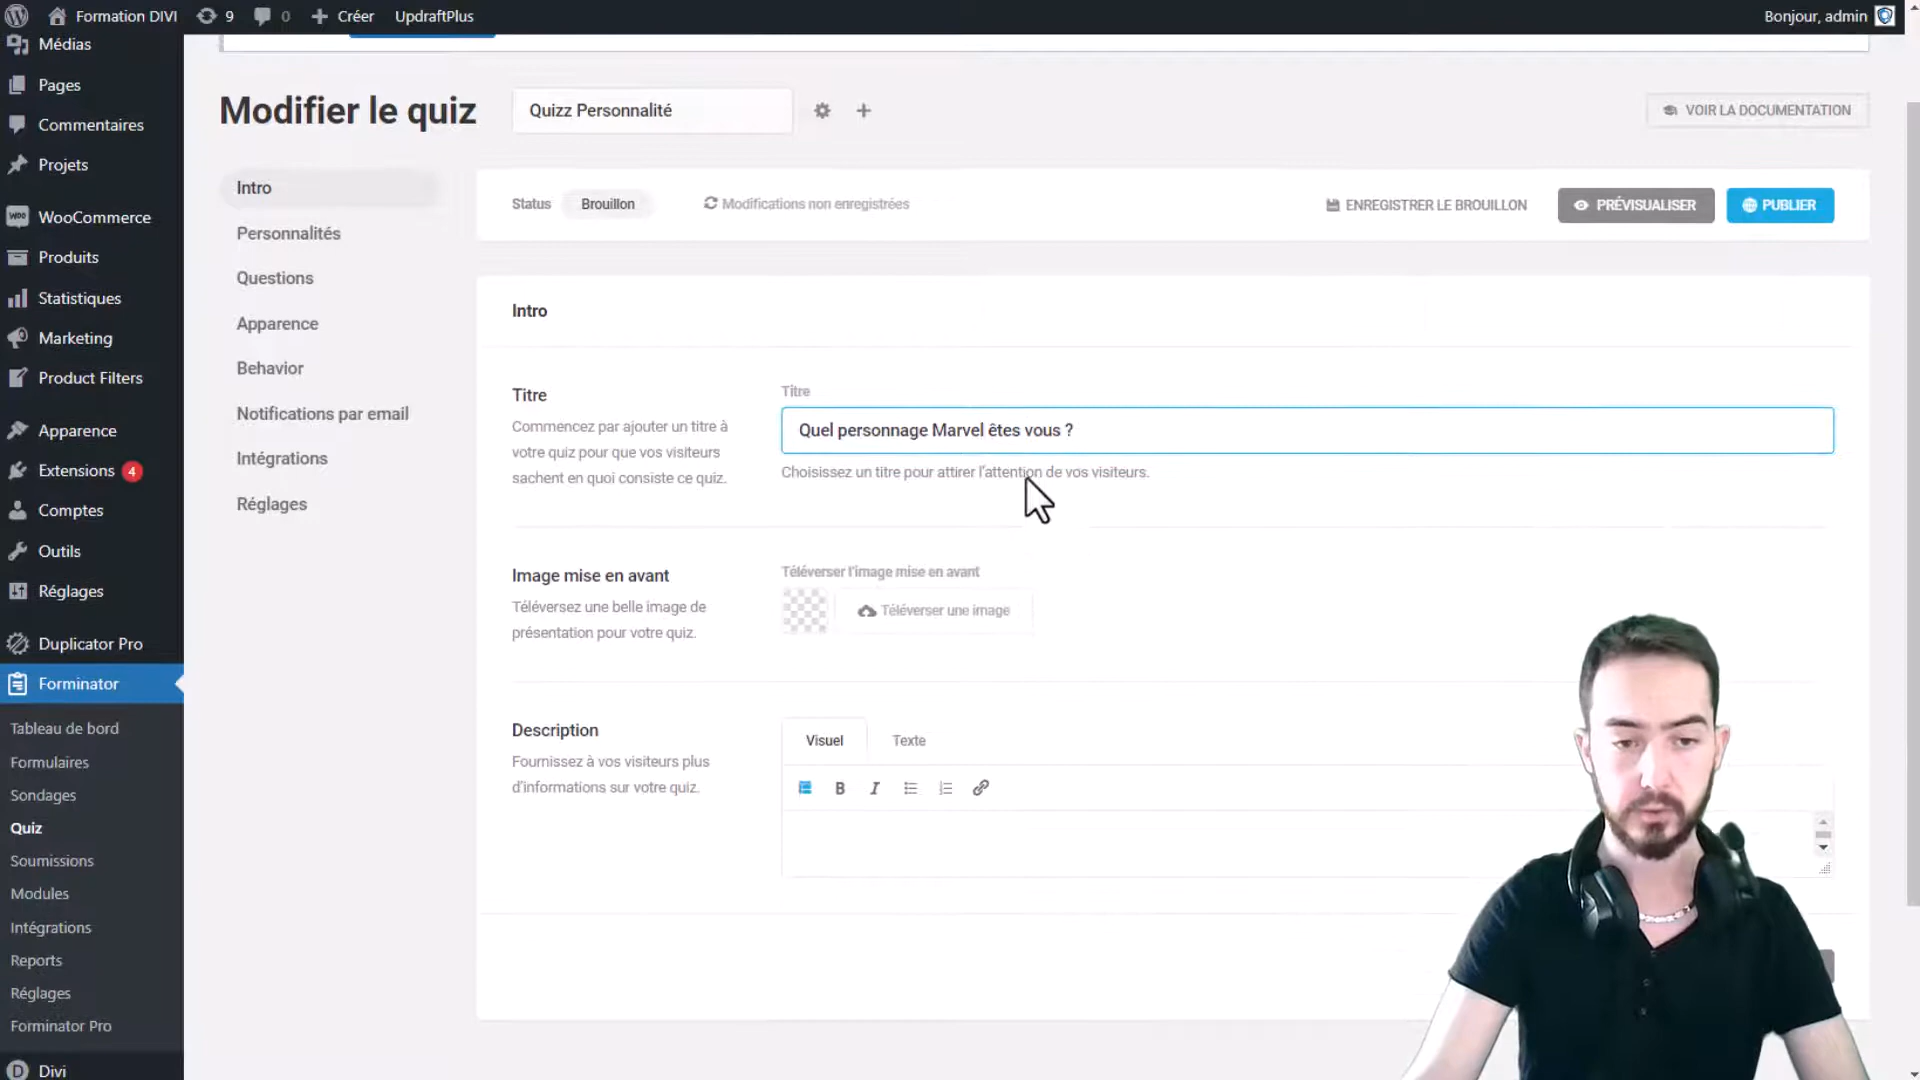 Formation DIVI
9
0
Créer
UpdraftPlus
Bonjour, admin
Médias
Pages
Commentaires
Projets
WooCommerce
Produits
Statistiques
Marketing
Product Filters
Apparence
Extensions 4
Comptes
Outils
Réglages
Duplicator Pro
Forminator
Tableau de bord
Formulaires
Sondages
Quiz
Soumissions
Modules
Intégrations
Reports
Réglages
Forminator Pro
Divi
Modifier le quiz
Quizz Personnalité
VOIR LA DOCUMENTATION
Intro
Personnalités
Questions
Apparence
Behavior
Notifications par email
Intégrations
Réglages
Status
Brouillon
Modifications non enregistrées
ENREGISTRER LE BROUILLON
PRÉVISUALISER
PUBLIER
Intro
Titre
Commencez par ajouter un titre à
votre quiz pour que vos visiteurs
sachent en quoi consiste ce quiz.
Titre
Quel personnage Marvel êtes vous ?
Choisissez un titre pour attirer l'attention de vos visiteurs.
Image mise en avant
Téléversez une belle image de
présentation pour votre quiz.
Téléverser l'image mise en avant
Téléverser une image
Description
Fournissez à vos visiteurs plus
d'informations sur votre quiz.
Visuel
Texte
B
I